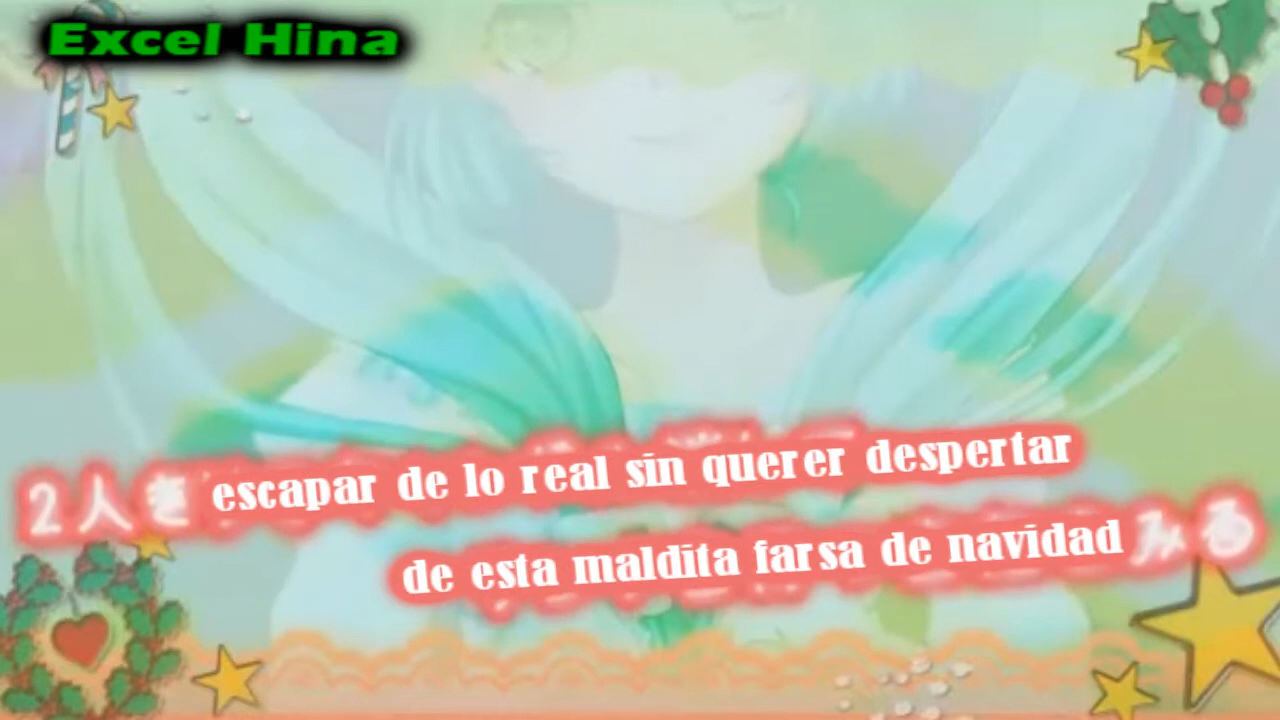 Excel Hina
2人き escapar de lo real sin querer despertar
de esta maldita farsa de navidad みる